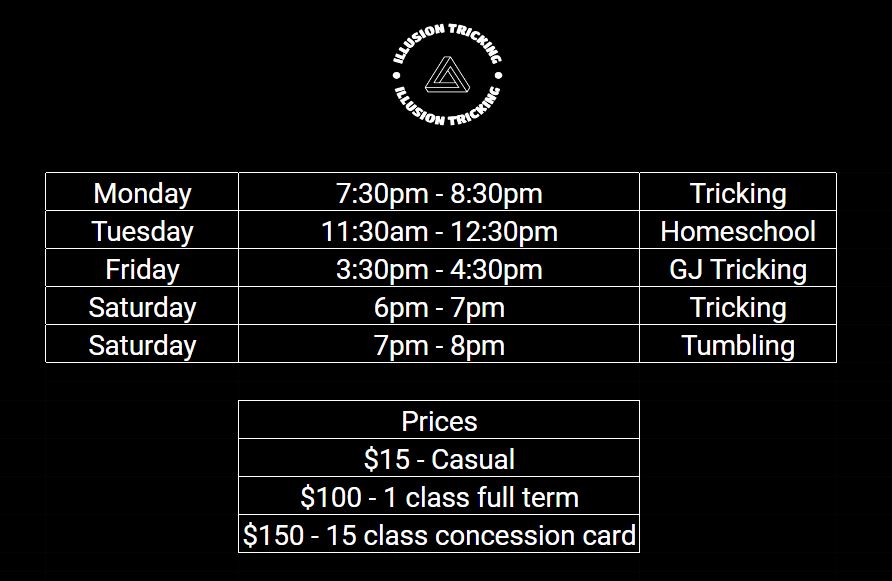 ILLUSION TRICKING
ILLUSION TRICKING
Monday 7:30pm - 8:30pm Tricking
Tuesday 11:30am - 12:30pm Homeschool
Friday 3:30pm - 4:30pm GJ Tricking
Saturday 6pm - 7pm Tricking
Saturday 7pm - 8pm Tumbling
Prices
$15 - Casual
$100 - 1 class full term
$150 - 15 class concession card